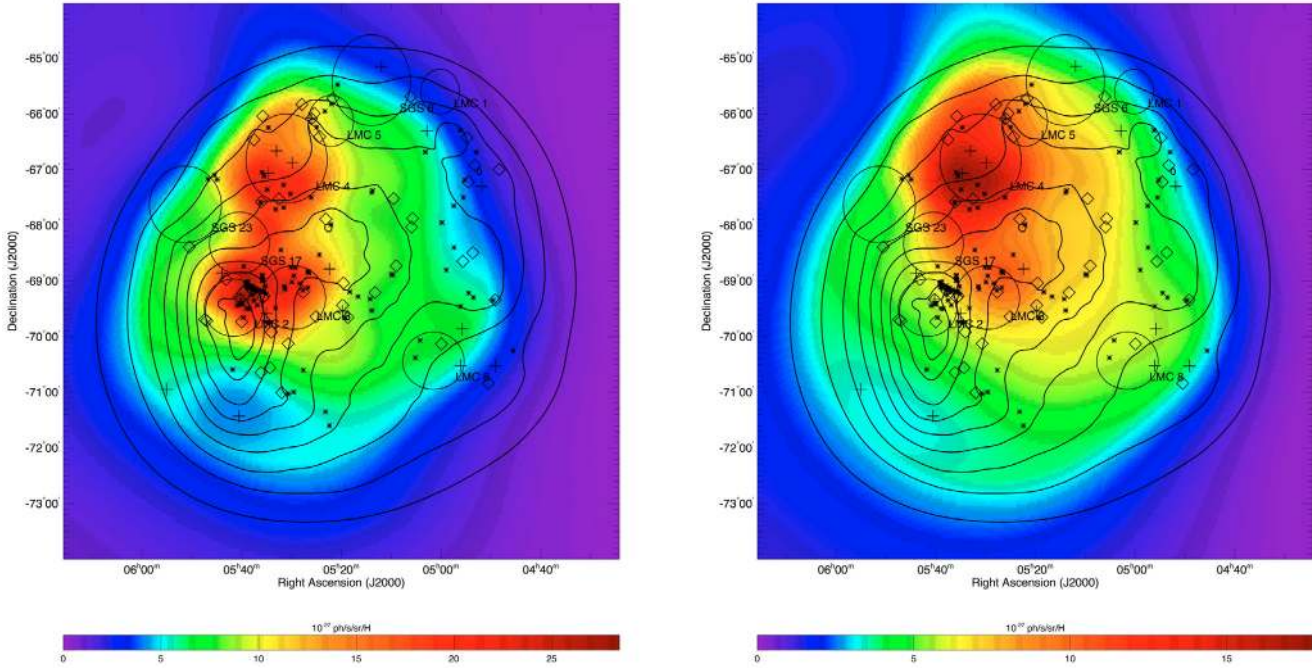 -65°00'
-66°00'
-67°00'
-68°00'
-69°00'
-70°00'
-71°00'
-72°00'
-73°00'
Declination (J2000)
SGS 6
LMC 1
LMC 5
LMC 4
SGS 23
SGS 17
LMC 2
LMC 3
LMC 8
06ʰ00ᵐ 05ʰ40ᵐ 05ʰ20ᵐ 05ʰ00ᵐ 04ʰ40ᵐ
Right Ascension (J2000)
10⁻²⁷ ph/s/sr/H
0 5 10 15 20 25
-65°00'
-66°00'
-67°00'
-68°00'
-69°00'
-70°00'
-71°00'
-72°00'
-73°00'
Declination (J2000)
SGS 6
LMC 1
LMC 5
LMC 4
SGS 23
SGS 17
LMC 2
LMC 3
LMC 8
06ʰ00ᵐ 05ʰ40ᵐ 05ʰ20ᵐ 05ʰ00ᵐ 04ʰ40ᵐ
Right Ascension (J2000)
10⁻²⁷ ph/s/sr/H
0 5 10 15